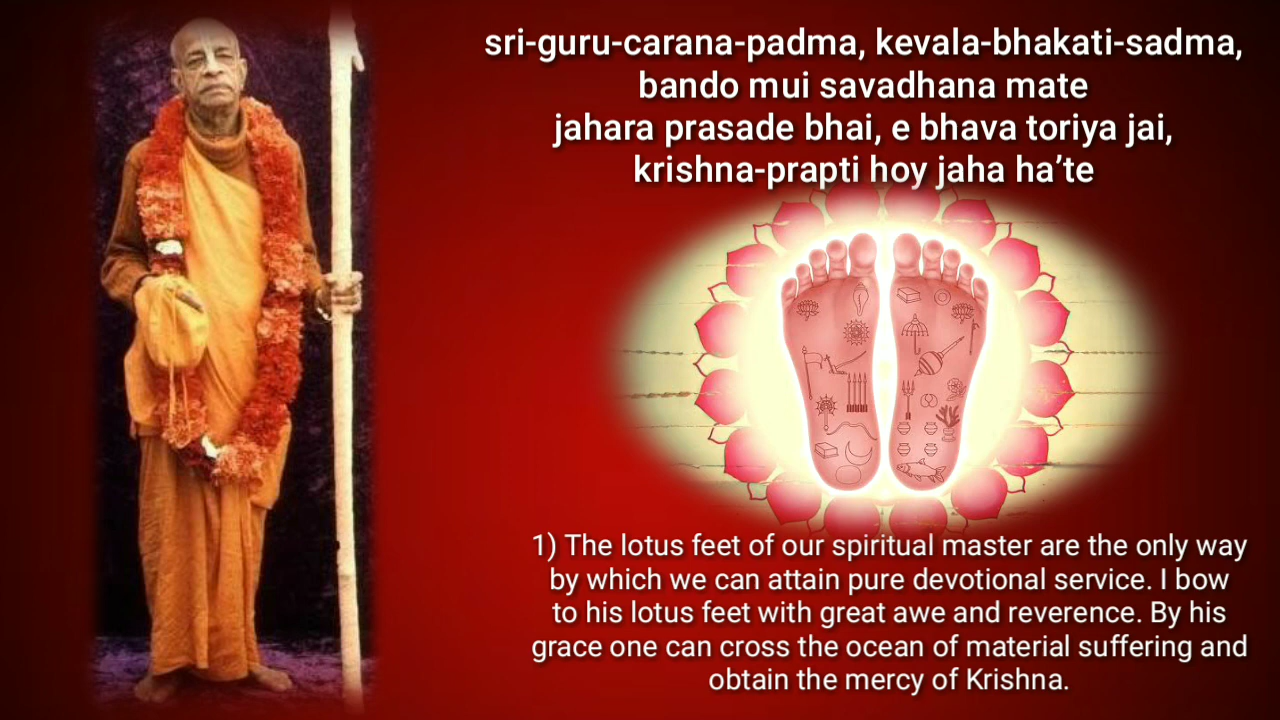 sri-guru-carana-padma, kevala-bhakati-sadma,
bando mui savadhana mate
jahara prasade bhai, e bhava toriya jai,
krishna-prapti hoy jaha ha’te
1) The lotus feet of our spiritual master are the only way
by which we can attain pure devotional service. I bow
to his lotus feet with great awe and reverence. By his
grace one can cross the ocean of material suffering and
obtain the mercy of Krishna.